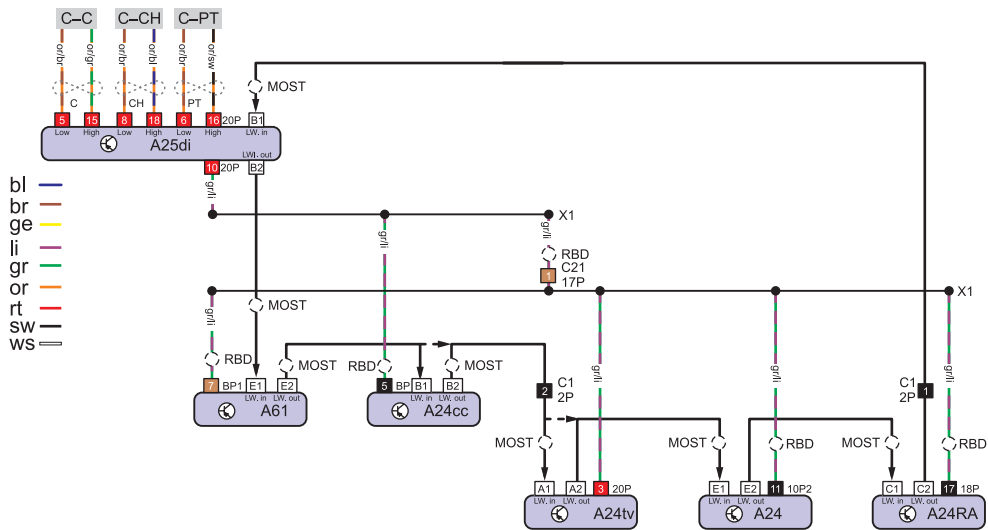 C–C C–CH C–PT
or/br or/gr or/br or/bl or/br or/sw
MOST
C CH PT
5 15 8 18 6 16 20P B1
Low High Low High Low High LW. in
A25di
LWl. out
10 20P B2
gr/li
X1
bl
br
ge
li
gr
or
rt
sw
ws
gr/li gr/li
RBD
C21
1
17P
X1
MOST
gr/li gr/li gr/li gr/li
RBD MOST RBD MOST
7 BP1 E1 E2 5 BP B1 B2
LW. in LW. out LW. in LW. out
A61 A24cc
2 C1
2P
C1
2P 1
MOST MOST RBD MOST RBD
A1 A2 3 20P E1 E2 11 10P2 C1 C2 17 18P
LW. in LW. out LW. in LW. out LW. in LW. out
A24tv A24 A24RA